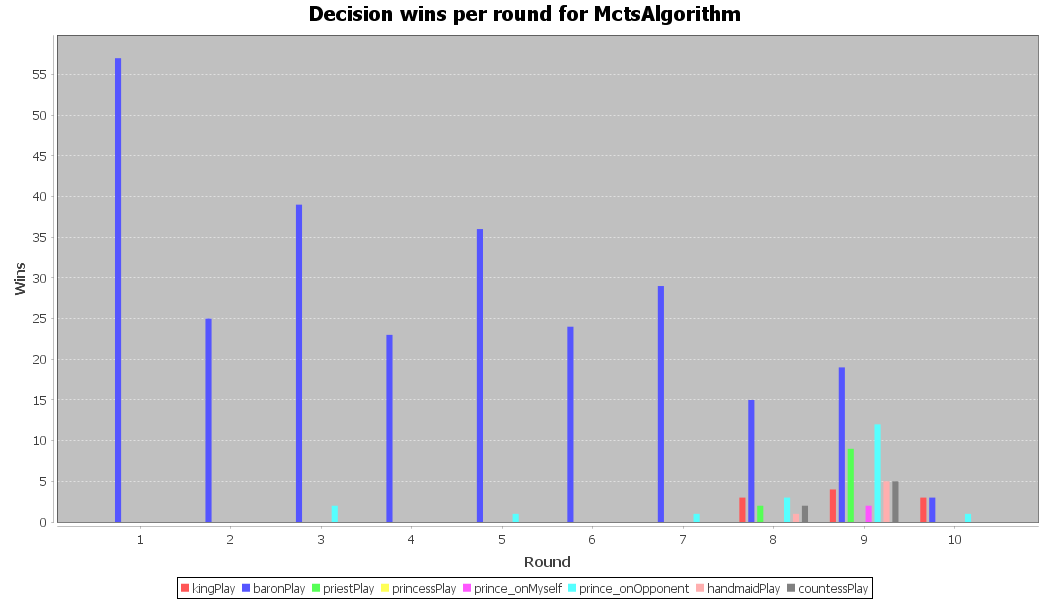 Decision wins per round for MctsAlgorithm
Wins
55
50
45
40
35
30
25
20
15
10
5
0
1 2 3 4 5 6 7 8 9 10
Round
kingPlay baronPlay priestPlay princessPlay prince_onMyself prince_onOpponent handmaidPlay countessPlay